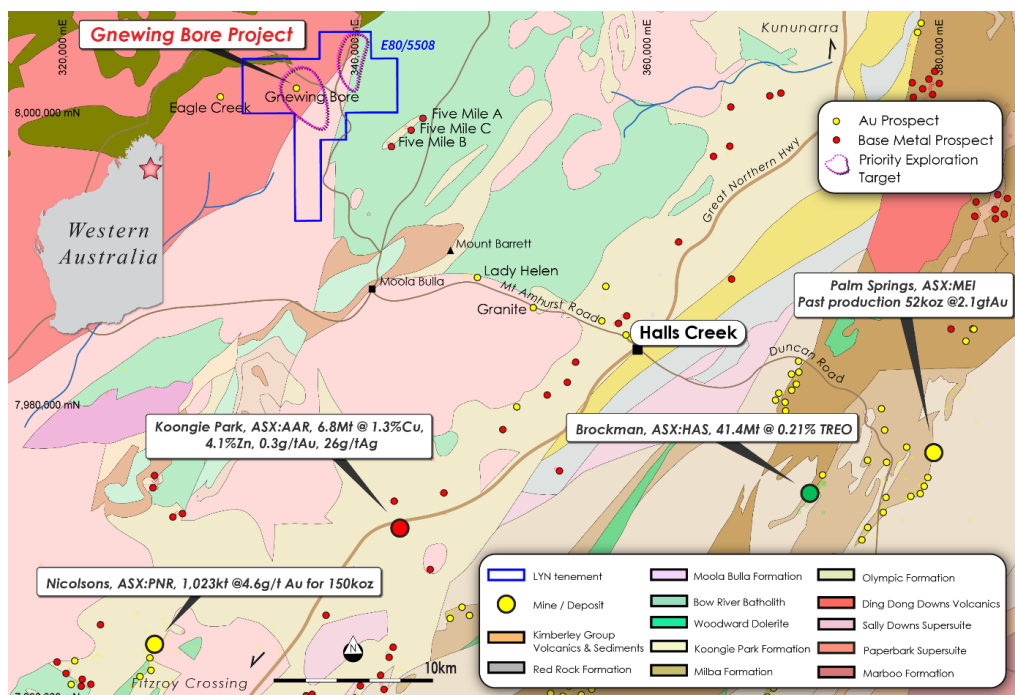 320,000 mE
340,000 mE
360,000 mE
380,000 mE
Gnewing Bore Project
E80/5508
Kununarra
8,000,000 mN
Eagle Creek
Gnewing Bore
Five Mile A
Five Mile C
Five Mile B
Au Prospect
Base Metal Prospect
Priority Exploration
Target
Great Northern Hwy
Western
Australia
Mount Barrett
Moola Bulla
Lady Helen
Mt Amhurst Road
Granite
Halls Creek
Palm Springs, ASX:MEI
Past production 52koz @2.1gtAu
Duncan Road
7,980,000 mN
Koongie Park, ASX:AAR, 6.8Mt @ 1.3%Cu,
4.1%Zn, 0.3g/tAu, 26g/tAg
Brockman, ASX:HAS, 41.4Mt @ 0.21% TREO
Nicolsons, ASX:PNR, 1,023kt @4.6g/t Au for 150koz
Fitzroy Crossing
N
10km
LYN tenement
Mine / Deposit
Kimberley Group
Volcanics & Sediments
Red Rock Formation
Moola Bulla Formation
Bow River Batholith
Woodward Dolerite
Koongie Park Formation
Milba Formation
Olympic Formation
Ding Dong Downs Volcanics
Sally Downs Supersuite
Paperbark Supersuite
Marboo Formation